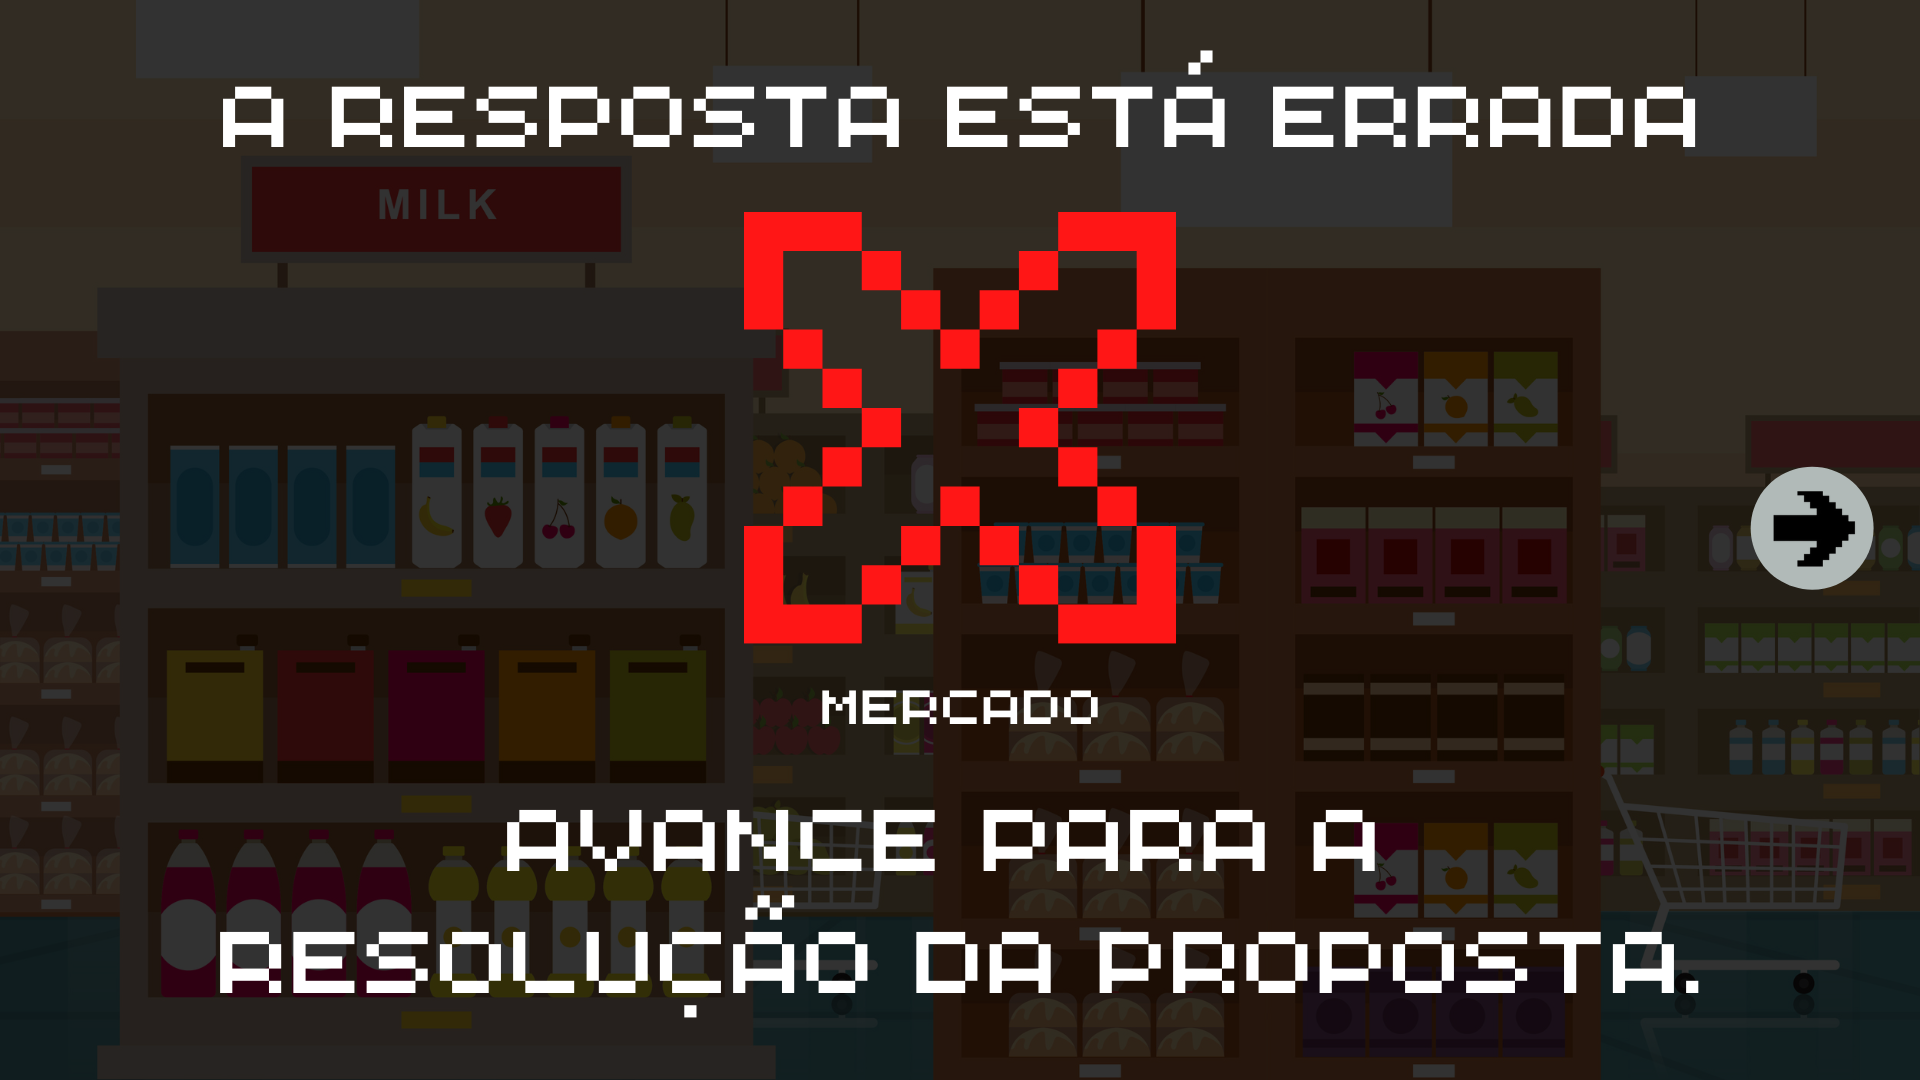 A RESPOSTA ESTÁ ERRADA
MILK
MERCADO
AVANCE PARA A
RESOLUÇÃO DA PROPOSTA.